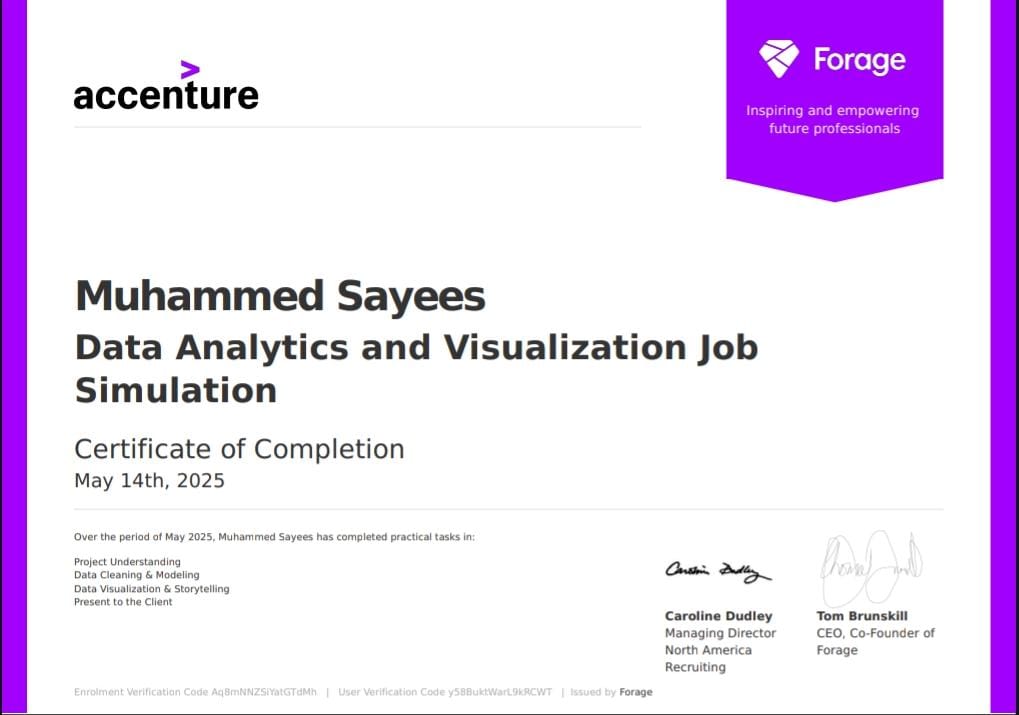 accenture
Forage
Inspiring and empowering
future professionals
Muhammed Sayees
Data Analytics and Visualization Job
Simulation
Certificate of Completion
May 14th, 2025
Over the period of May 2025, Muhammed Sayees has completed practical tasks in:
Project Understanding
Data Cleaning & Modeling
Data Visualization & Storytelling
Present to the Client
Caroline Dudley
Caroline Dudley
Managing Director
North America
Recruiting
Tom Brunskill
CEO, Co-Founder of
Forage
Enrolment Verification Code Aq8mNNZSiYatGTdMh | User Verification Code y58BuktWarL9kRCWT | Issued by Forage